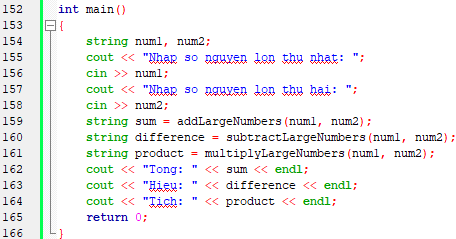 152 int main()
153 {
154 string num1, num2;
155 cout << "Nhap so nguyen lon thu nhat: ";
156 cin >> num1;
157 cout << "Nhap so nguyen lon thu hai: ";
158 cin >> num2;
159 string sum = addLargeNumbers(num1, num2);
160 string difference = subtractLargeNumbers(num1, num2);
161 string product = multiplyLargeNumbers(num1, num2);
162 cout << "Tong: " << sum << endl;
163 cout << "Hieu: " << difference << endl;
164 cout << "Tich: " << product << endl;
165 return 0;
166 }